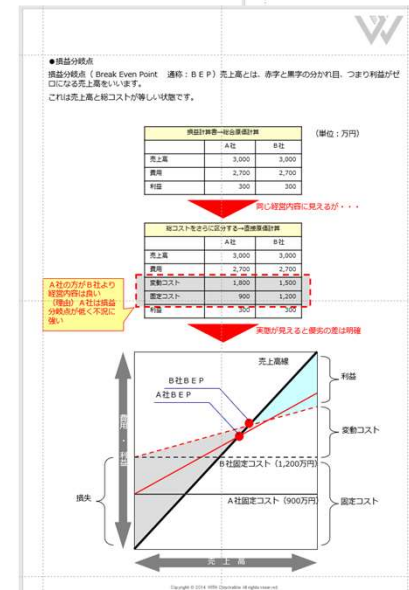 ●損益分岐点
損益分岐点（Break Even Point　通称：ＢＥＰ）売上高とは、赤字と黒字の分かれ目、つまり利益がゼ
ロになる売上高をいいます。
これは売上高と総コストが等しい状態です。
損益計算書→総合原価計算
（単位：万円）
Ａ社 Ｂ社
売上高 3,000 3,000
費用 2,700 2,700
利益 300 300
同じ経営内容に見えるが・・・
総コストをさらに区分する→直接原価計算
Ａ社 Ｂ社
売上高 3,000 3,000
費用 2,700 2,700
変動コスト 1,800 1,500
固定コスト 900 1,200
利益 300 300
Ａ社の方がＢ社より
経営内容は良い
（理由）Ａ社は損益
分岐点が低く不況に
強い
実態が見えると優劣の差は明確
売上高線
利益
Ｂ社ＢＥＰ
Ａ社ＢＥＰ
変動コスト
費用・利益
Ｂ社固定コスト（1,200万円）
Ａ社固定コスト（900万円）
固定コスト
損失
売上高